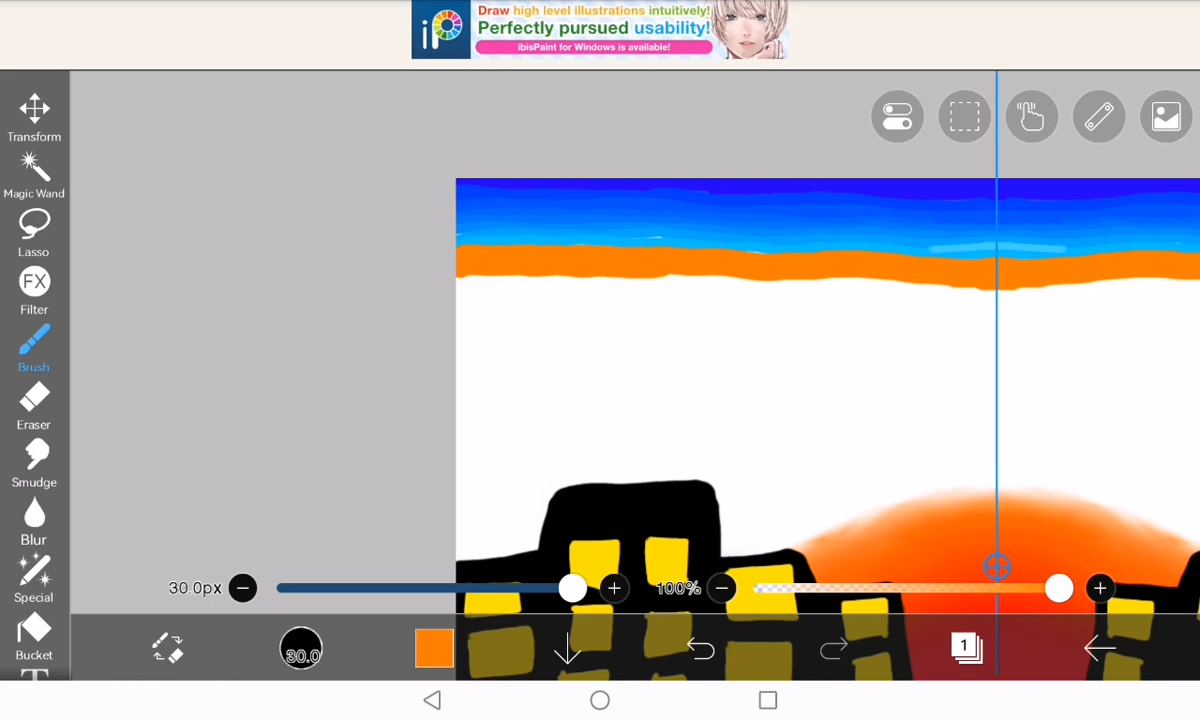 iP
Draw high level illustrations intuitively!
Perfectly pursued usability!
ibisPaint for Windows is available!
Transform
Magic Wand
Lasso
FX
Filter
Brush
Eraser
Smudge
Blur
Special
Bucket
T
30.0px
100%
30.0
1